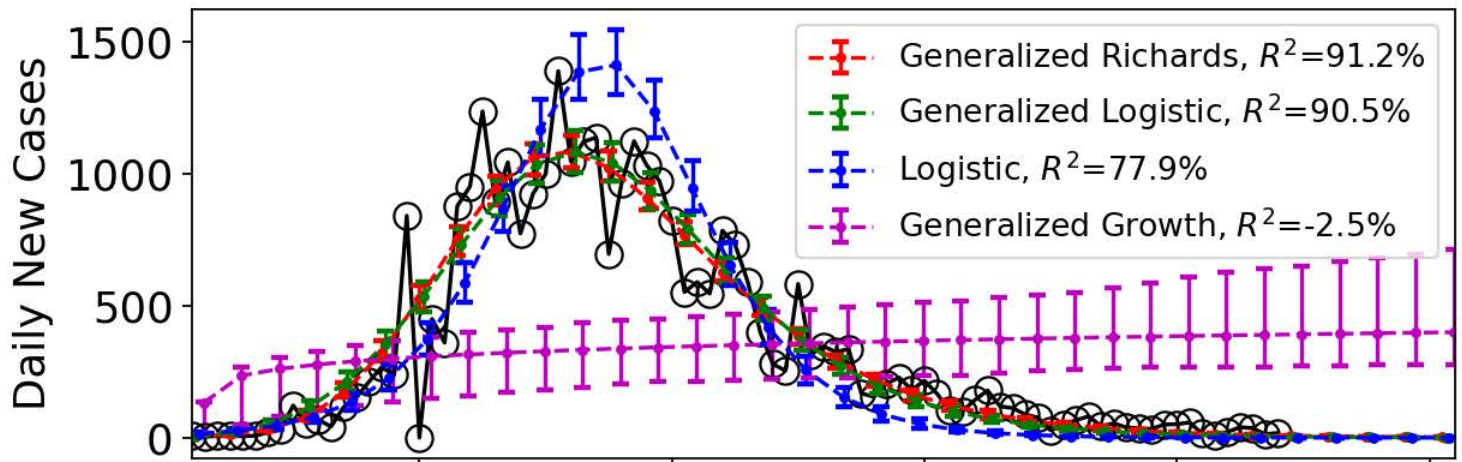 Daily New Cases
1500
1000
500
0
Generalized Richards, R²=91.2%
Generalized Logistic, R²=90.5%
Logistic, R²=77.9%
Generalized Growth, R²=-2.5%